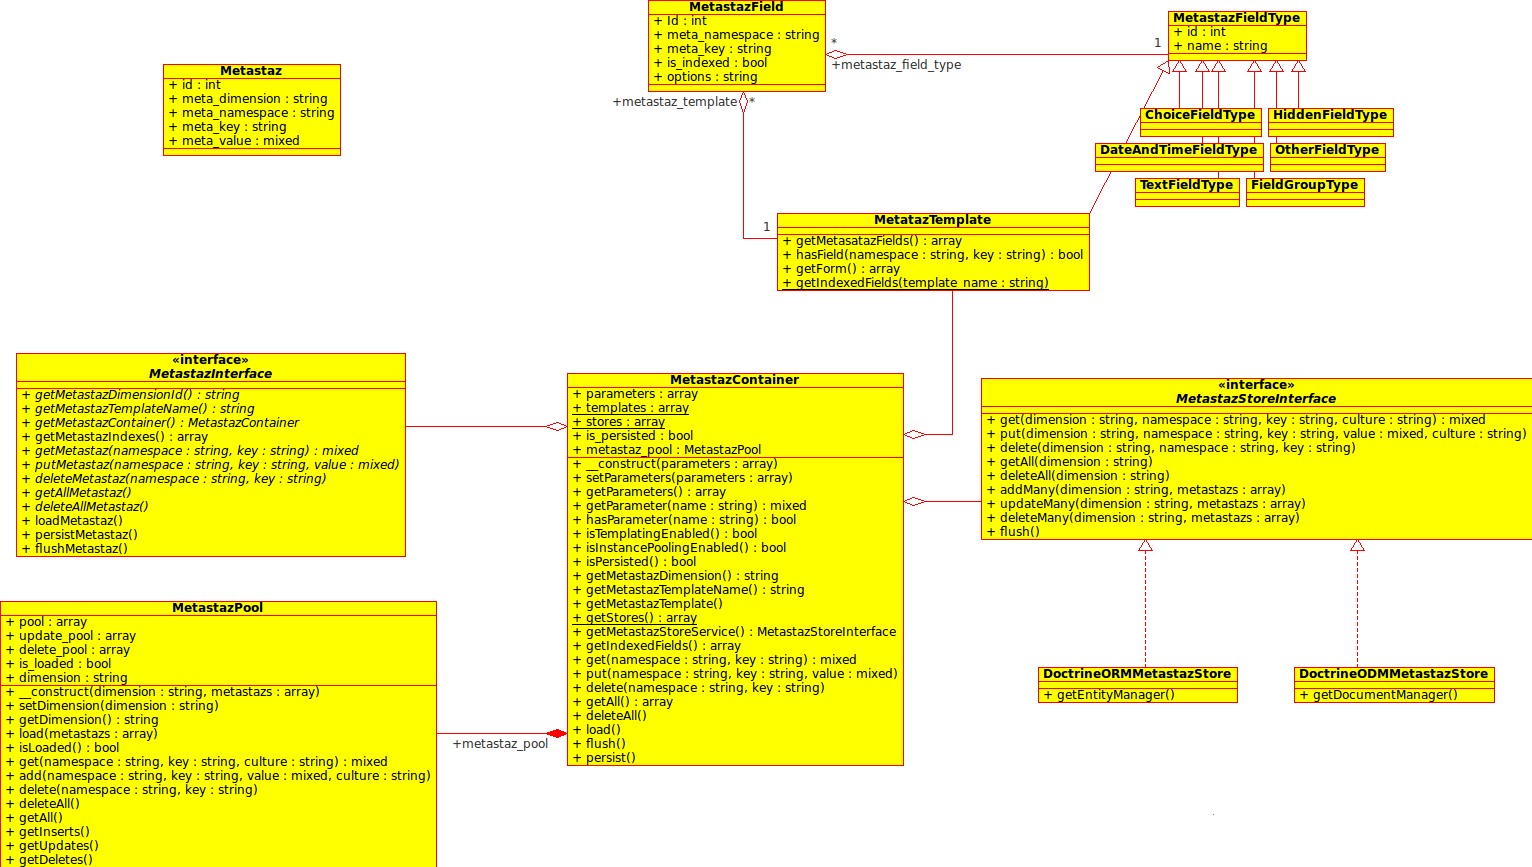 MetastazField
+ Id : int
+ meta_namespace : string
+ meta_key : string
+ is_indexed : bool
+ options : string
MetastazFieldType
+ id : int
+ name : string
*
1
+metastaz_field_type
+metastaz_template
*
1
Metastaz
+ id : int
+ meta_dimension : string
+ meta_namespace : string
+ meta_key : string
+ meta_value : mixed
ChoiceFieldType
HiddenFieldType
DateAndTimeFieldType
OtherFieldType
TextFieldType
FieldGroupType
MetatazTemplate
+ getMetasatazFields() : array
+ hasField(namespace : string, key : string) : bool
+ getForm() : array
+ getIndexedFields(template_name : string)
«interface»
MetastazInterface
+ getMetastazDimensionId() : string
+ getMetastazTemplateName() : string
+ getMetastazContainer() : MetastazContainer
+ getMetastazIndexes() : array
+ getMetastaz(namespace : string, key : string) : mixed
+ putMetastaz(namespace : string, key : string, value : mixed)
+ deleteMetastaz(namespace : string, key : string)
+ getAllMetastaz()
+ deleteAllMetastaz()
+ loadMetastaz()
+ persistMetastaz()
+ flushMetastaz()
MetastazContainer
+ parameters : array
+ templates : array
+ stores : array
+ is_persisted : bool
+ metastaz_pool : MetastazPool
+ __construct(parameters : array)
+ setParameters(parameters : array)
+ getParameters() : array
+ getParameter(name : string) : mixed
+ hasParameter(name : string) : bool
+ isTemplatingEnabled() : bool
+ isInstancePoolingEnabled() : bool
+ isPersisted() : bool
+ getMetastazDimension() : string
+ getMetastazTemplateName() : string
+ getMetastazTemplate()
+ getStores() : array
+ getMetastazStoreService() : MetastazStoreInterface
+ getIndexedFields() : array
+ get(namespace : string, key : string) : mixed
+ put(namespace : string, key : string, value : mixed)
+ delete(namespace : string, key : string)
+ getAll() : array
+ deleteAll()
+ load()
+ flush()
+ persist()
«interface»
MetastazStoreInterface
+ get(dimension : string, namespace : string, key : string, culture : string) : mixed
+ put(dimension : string, namespace : string, key : string, value : mixed, culture : string)
+ delete(dimension : string, namespace : string, key : string)
+ getAll(dimension : string)
+ deleteAll(dimension : string)
+ addMany(dimension : string, metastazs : array)
+ updateMany(dimension : string, metastazs : array)
+ deleteMany(dimension : string, metastazs : array)
+ flush()
MetastazPool
+ pool : array
+ update_pool : array
+ delete_pool : array
+ is_loaded : bool
+ dimension : string
+ __construct(dimension : string, metastazs : array)
+ setDimension(dimension : string)
+ getDimension() : string
+ load(metastazs : array)
+ isLoaded() : bool
+ get(namespace : string, key : string, culture : string) : mixed
+ add(namespace : string, key : string, value : mixed, culture : string)
+ delete(namespace : string, key : string)
+ deleteAll()
+ getAll()
+ getInserts()
+ getUpdates()
+ getDeletes()
+metastaz_pool
DoctrineORMMetastazStore
+ getEntityManager()
DoctrineODMMetastazStore
+ getDocumentManager()